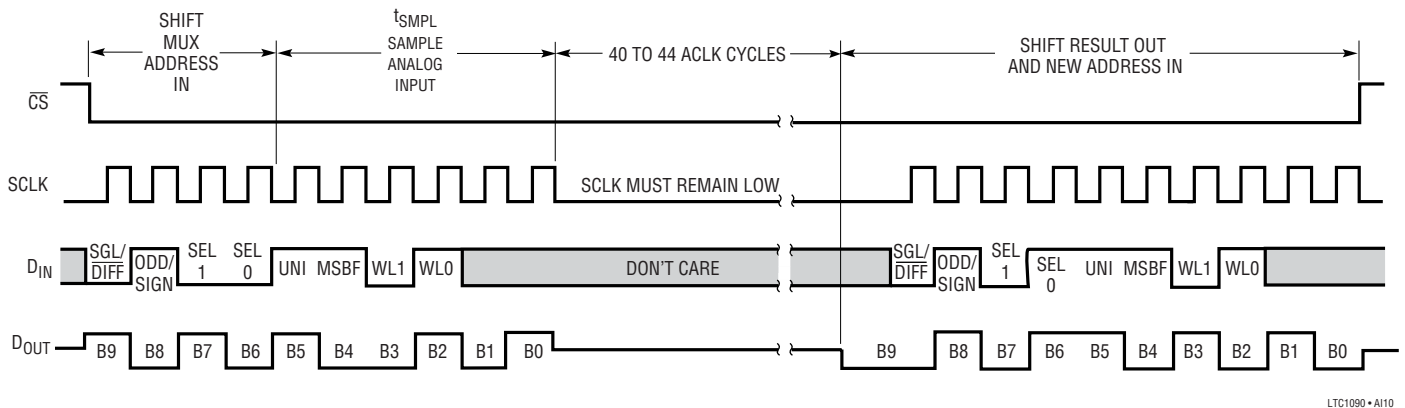 SHIFT
MUX
ADDRESS
IN
tSMPL
SAMPLE
ANALOG
INPUT
40 TO 44 ACLK CYCLES
SHIFT RESULT OUT
AND NEW ADDRESS IN
CS
SCLK
SCLK MUST REMAIN LOW
DIN
SGL/
DIFF
ODD/
SIGN
SEL
1
SEL
0
UNI
MSBF
WL1
WL0
DON'T CARE
SGL/
DIFF
ODD/
SIGN
SEL
1
SEL
0
UNI
MSBF
WL1
WL0
DOUT
B9 B8 B7 B6 B5 B4 B3 B2 B1 B0
B9 B8 B7 B6 B5 B4 B3 B2 B1 B0
LTC1090 • AI10